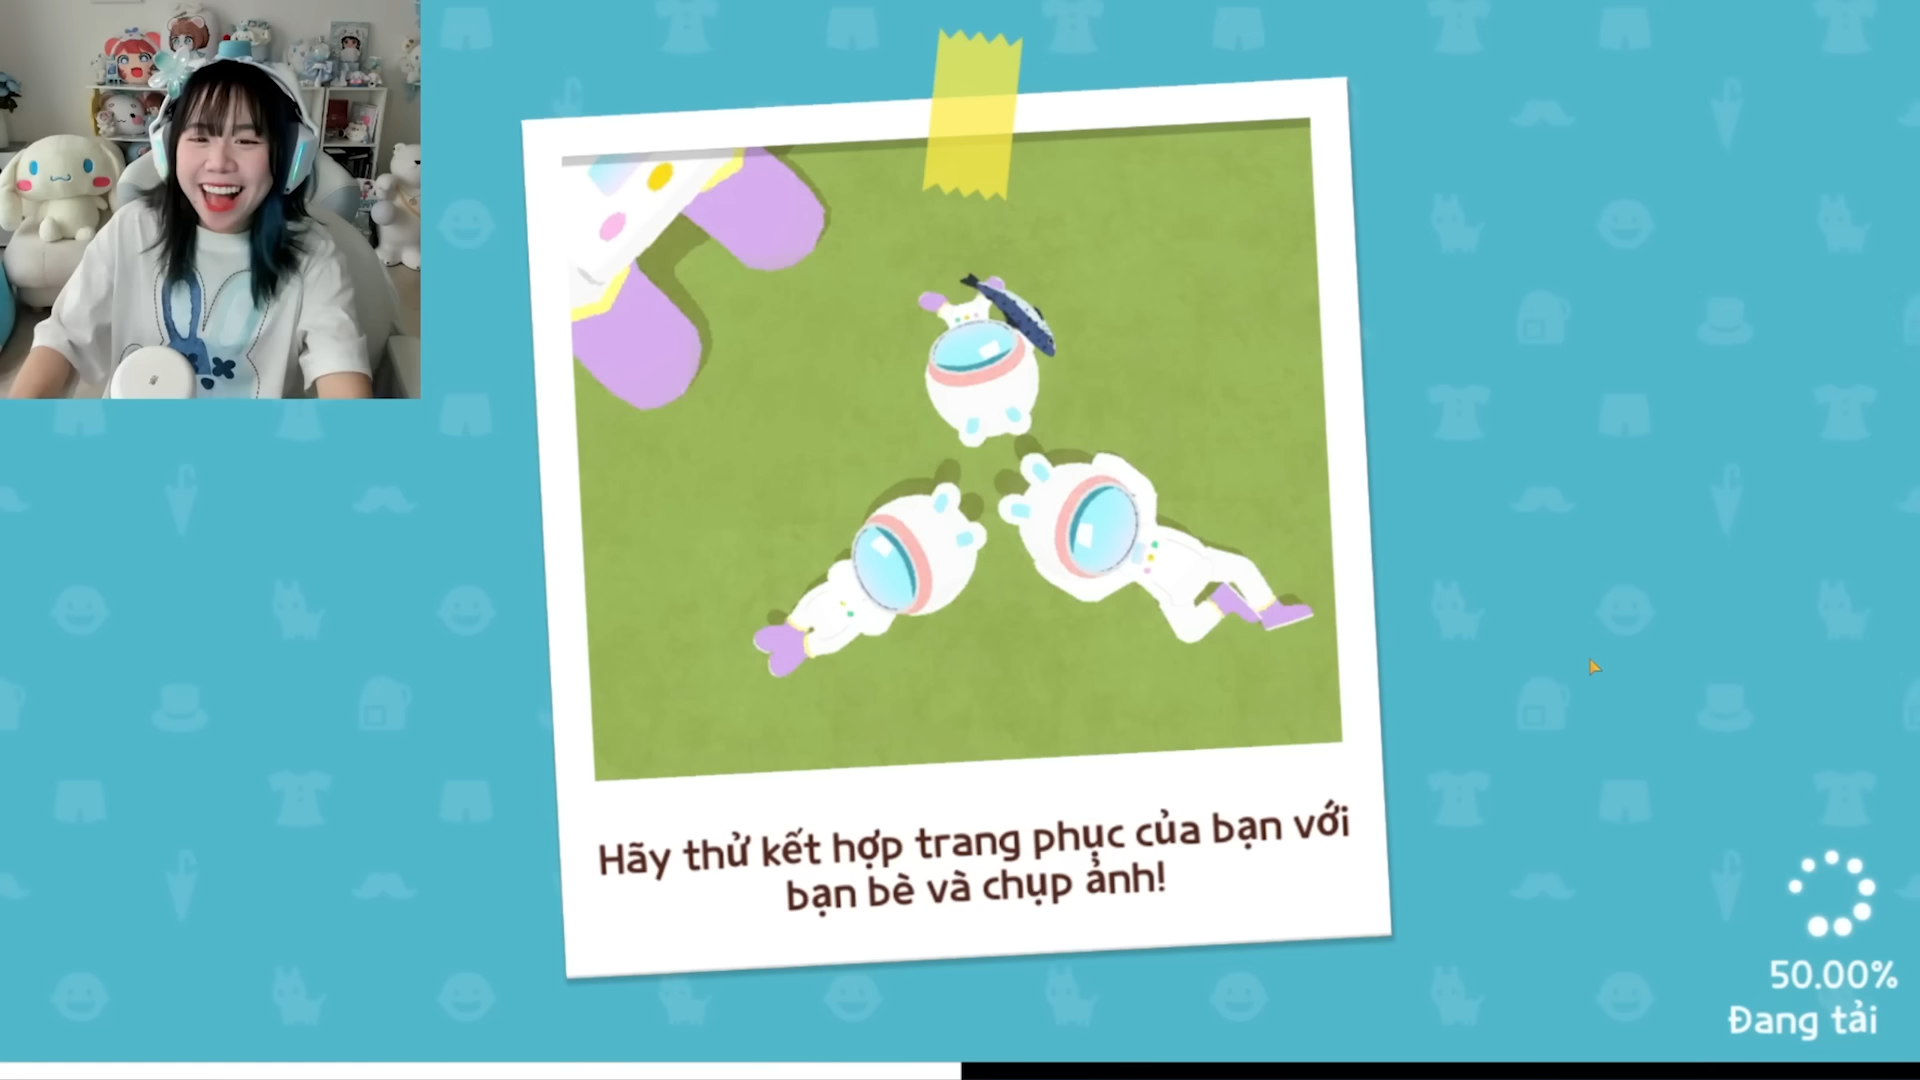 Hãy thử kết hợp trang phục của bạn với
bạn bè và chụp ảnh!
50.00%
Đang tải